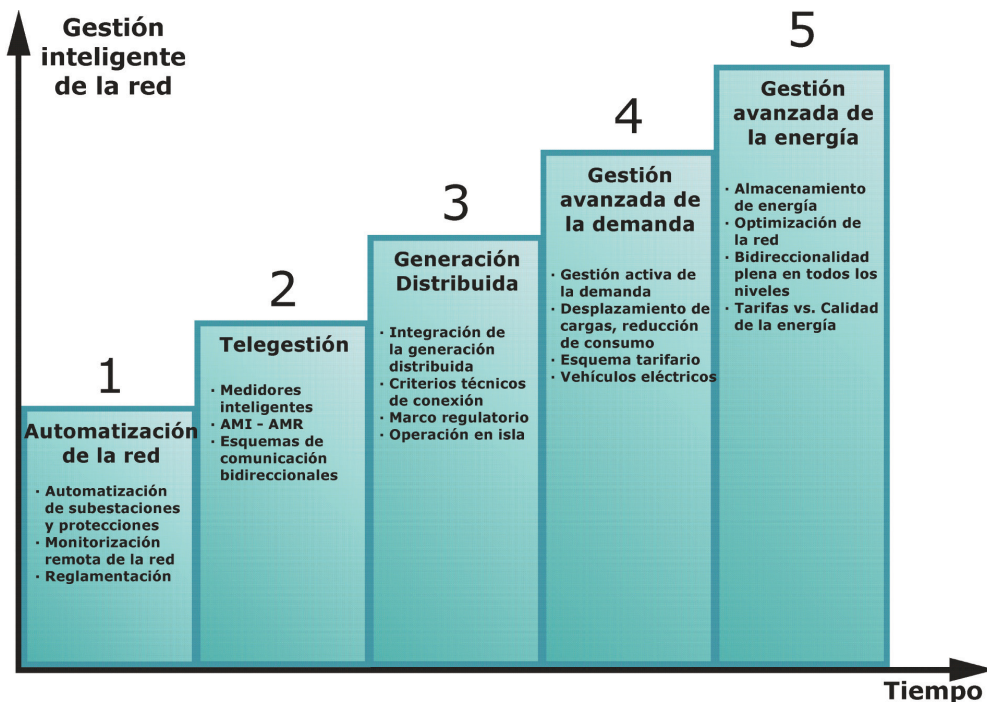 Gestión
inteligente
de la red
1
Automatización
de la red
· Automatización
de subestaciones
y protecciones
· Monitorización
remota de la red
· Reglamentación
2
Telegestión
· Medidores
inteligentes
· AMI - AMR
· Esquemas de
comunicación
bidireccionales
3
Generación
Distribuida
· Integración de
la generación
distribuida
· Criterios técnicos
de conexión
· Marco regulatorio
· Operación en isla
4
Gestión
avanzada de
la demanda
· Gestión activa de
la demanda
· Desplazamiento de
cargas, reducción
de consumo
· Esquema tarifario
· Vehículos eléctricos
5
Gestión
avanzada de
la energía
· Almacenamiento
de energía
· Optimización de
la red
· Bidireccionalidad
plena en todos los
niveles
· Tarifas vs. Calidad
de la energía
Tiempo